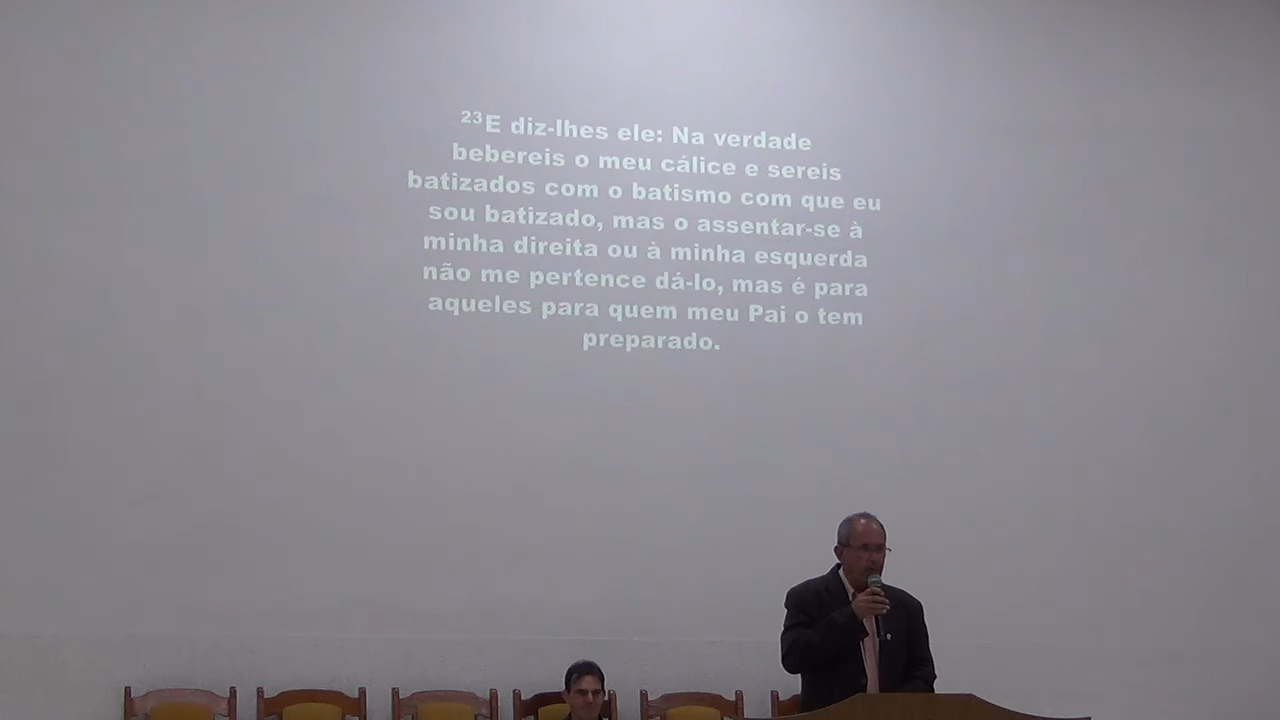 ²³E diz-lhes ele: Na verdade
bebereis o meu cálice e sereis
batizados com o batismo com que eu
sou batizado, mas o assentar-se à
minha direita ou à minha esquerda
não me pertence dá-lo, mas é para
aqueles para quem meu Pai o tem
preparado.